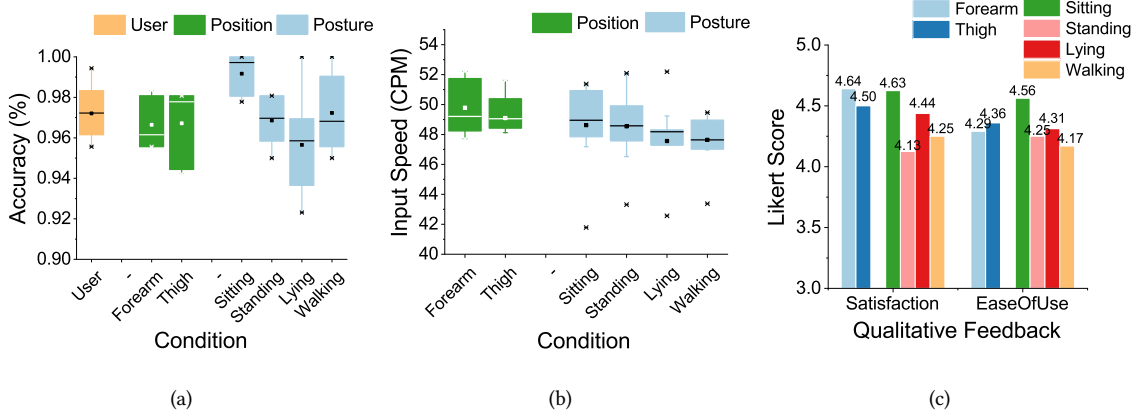 User Position Posture
Accuracy (%)
1.00
0.98
0.96
0.94
0.92
0.90
User - Forearm Thigh - Sitting Standing Lying Walking
Condition
(a)
Position Posture
Input Speed (CPM)
54
52
50
48
46
44
42
40
Forearm Thigh - Sitting Standing Lying Walking
Condition
(b)
Forearm Sitting
Thigh Standing
Lying
Walking
Likert Score
5.0
4.5
4.0
3.5
3.0
4.64 4.50 4.63 4.13 4.44 4.25
4.29 4.36 4.56 4.25 4.31 4.17
Satisfaction EaseOfUse
Qualitative Feedback
(c)